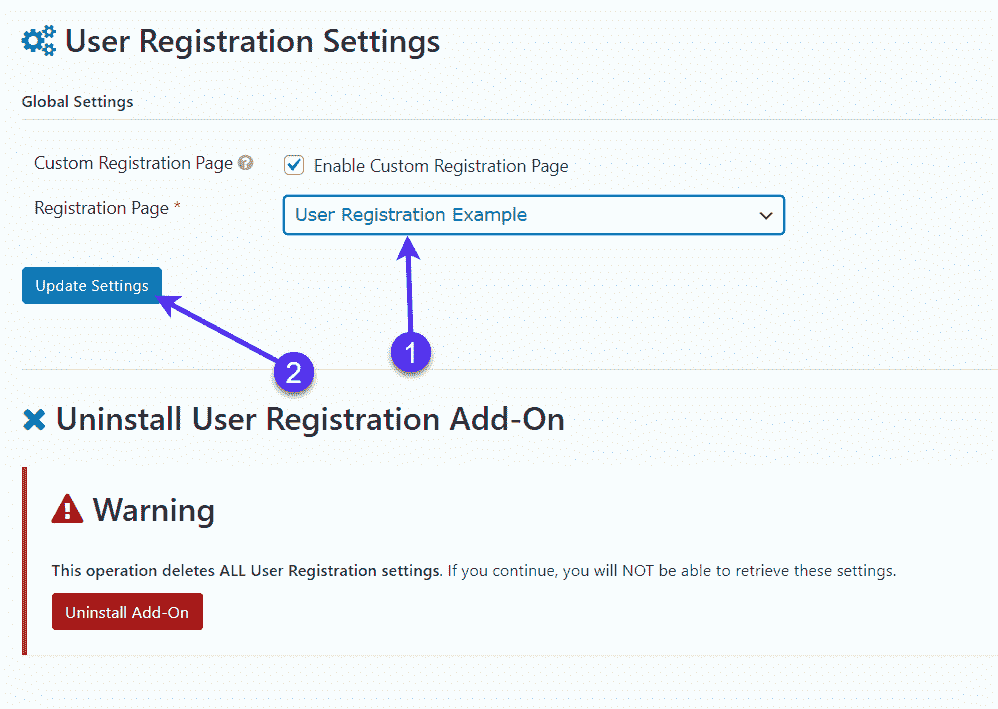 User Registration Settings
Global Settings
Custom Registration Page ?
Enable Custom Registration Page
Registration Page *
User Registration Example
Update Settings
1
2
Uninstall User Registration Add-On
Warning
This operation deletes ALL User Registration settings. If you continue, you will NOT be able to retrieve these settings.
Uninstall Add-On